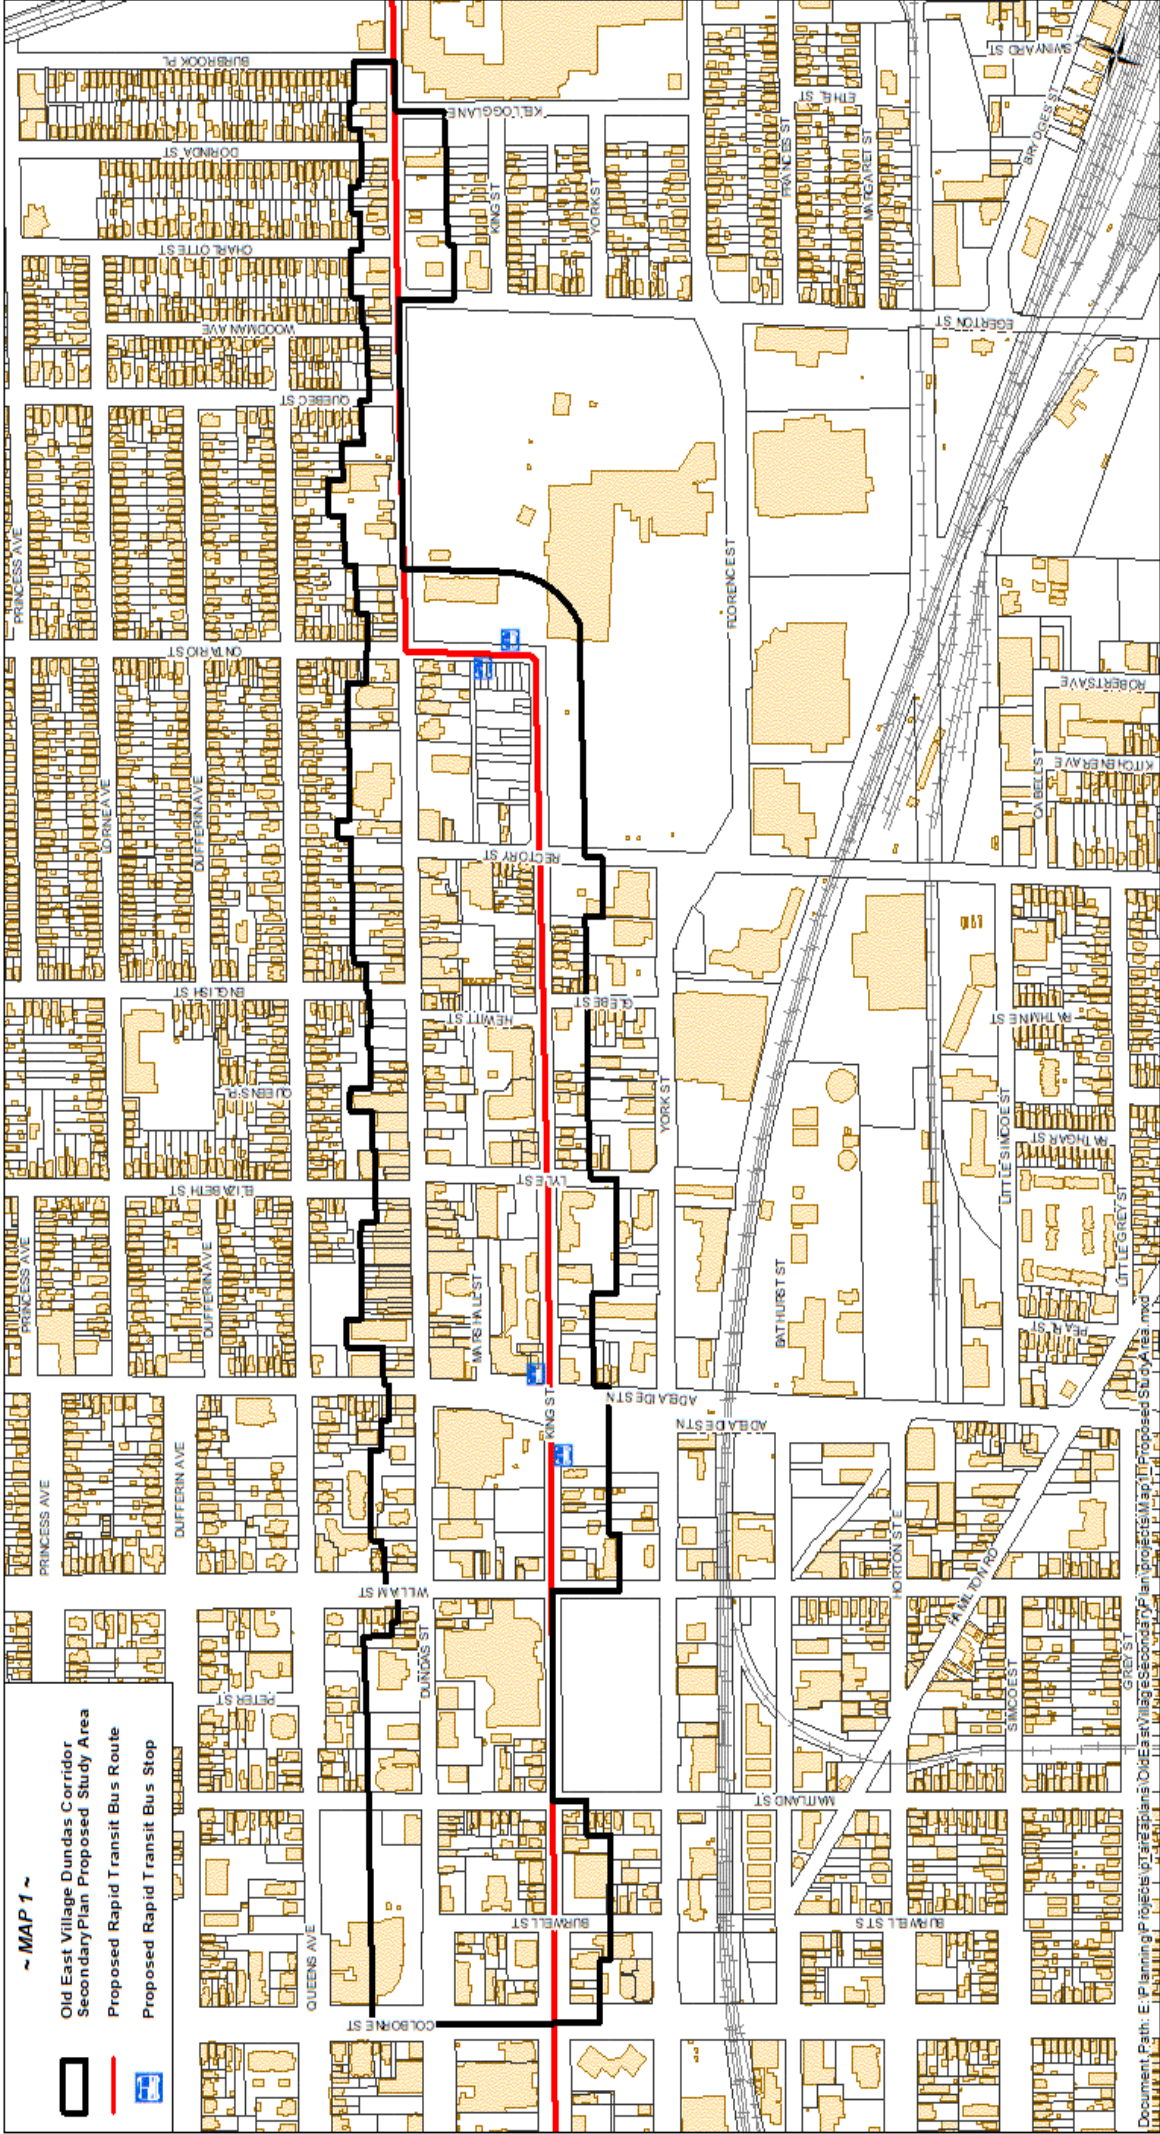 ~ MAP 1 ~
Old East Village Dundas Corridor
Secondary Plan Proposed Study Area
Proposed Rapid Transit Bus Route
Proposed Rapid Transit Bus Stop
PRINCESS AVE
PRINCESS AVE
PRINCESS AVE
LORNE AVE
DUFFERIN AVE
DUFFERIN AVE
DUFFERIN AVE
QUEENS AVE
PETER ST
COLBORNE ST
WILLIAM ST
ELIZABETH ST
QUEENS PL
ENGLISH ST
ONTARIO ST
QUEBEC ST
WOODMAN AVE
CHARLOTTE ST
DORINDA ST
BURBROOK PL
DUNDAS ST
MARSHALL ST
HEWITT ST
RECTORY ST
KELLOGG LANE
KING ST
KING ST
BURWELL ST
LYLE ST
GLEBE ST
ADELAIDE ST N
ADELAIDE ST N
YORK ST
YORK ST
FLORENCE ST
FRANCES ST
ETHEL ST
MARGARET ST
EGERTON ST
BRIDGES ST
SWINYARD ST
MAITLAND ST
BURWELL ST S
BATHURST ST
HORTON ST E
HAMILTON RD
SIMCOE ST
GREY ST
LITTLE SIMCOE ST
LITTLE GREY ST
PEARL ST
RATHGAR ST
RATHMINE ST
CABELL ST
KITCHENER AVE
ROBERTS AVE
Document Path: E:\Planning\Projects\p_areaplans\OldEastVillageSecondaryPlan\projects\Map1\ProposedStudyArea.mxd